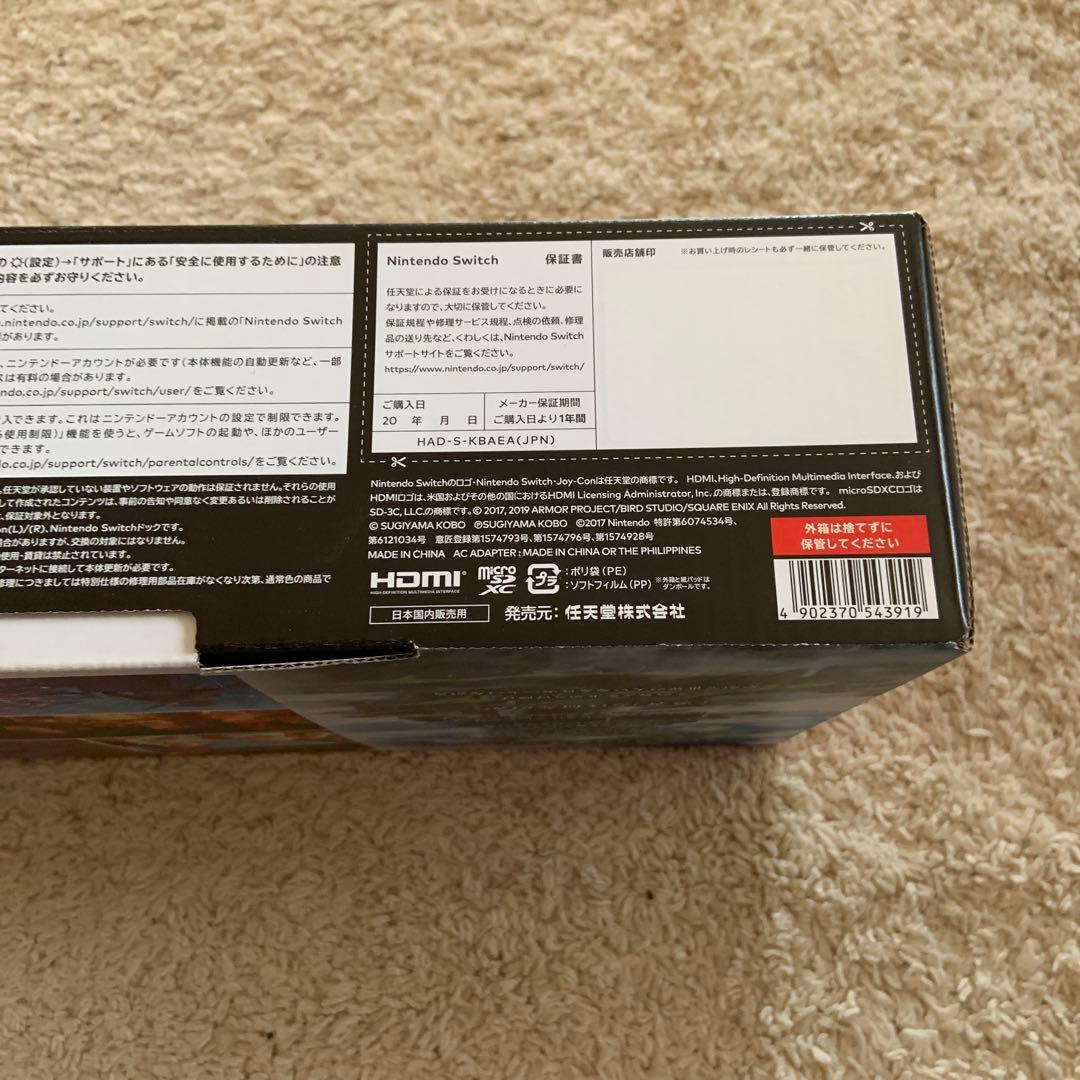 の(設定)→「サポート」にある「安全に使用するために」の注意
内容を必ずお守りください。
てください。
w.nintendo.co.jp/support/switch/に掲載の「Nintendo Switch
があります。
、ニンテンドーアカウントが必要です(本体機能の自動更新など、一部
スは有料の場合があります。
ndo.co.jp/support/switch/user/をご覧ください。
入できます。これはニンテンドーアカウントの設定で制限できます。
使用制限)」機能を使うと、ゲームソフトの起動や、ほかのユーザー
できます。
do.co.jp/support/switch/parentalcontrols/をご覧ください。
、任天堂が承認していない装置やソフトウェアの動作は保証されません。それらの使用
して作成されたコンテンツは、事前の告知や同意なく変更あるいは削除されることが
は、保証対象外となります。
on(L)/(R)、Nintendo Switchドックです。
場合がありますが、交換の対象にはなりません。
使用・賃貸は禁止されています。
ターネットに接続して本体更新が必要です。
修理につきましては特別仕様の修理用部品在庫がなくなり次第、通常色の商品で
Nintendo Switch 保証書
任天堂による保証をお受けになるときに必要に
なりますので、大切に保管してください。
保証規程や修理サービス規程、点検の依頼、修理
品の送り先など、くわしくは、Nintendo Switch
サポートサイトをご覧ください。
https://www.nintendo.co.jp/support/switch/
ご購入日
20 年 月 日
メーカー保証期間
ご購入日より1年間
HAD-S-KBAEA(JPN)
販売店舗印
※お買い上げ時のレシートも必ず一緒に保管してください。
Nintendo Switchのロゴ・Nintendo Switch・Joy-Conは任天堂の商標です。 HDMI、High-Definition Multimedia Interface、および
HDMIロゴは、米国およびその他の国におけるHDMI Licensing Administrator, Inc.の商標または、登録商標です。 microSDXCロゴは
SD-3C, LLC.の商標です。© 2017, 2019 ARMOR PROJECT/BIRD STUDIO/SQUARE ENIX All Rights Reserved.
© SUGIYAMA KOBO ℗SUGIYAMA KOBO ©2017 Nintendo 特許第6074534号、
第6121034号 意匠登録第1574793号、第1574796号、第1574928号
MADE IN CHINA AC ADAPTER : MADE IN CHINA OR THE PHILIPPINES
HDMI®
HIGH-DEFINITION MULTIMEDIA INTERFACE
micro SD XC
プラ
:ポリ袋(PE)
:ソフトフィルム(PP)
※外箱と紙パッドは
ダンボールです。
日本国内販売用
発売元: 任天堂株式会社
外箱は捨てずに
保管してください
4 902370 543919